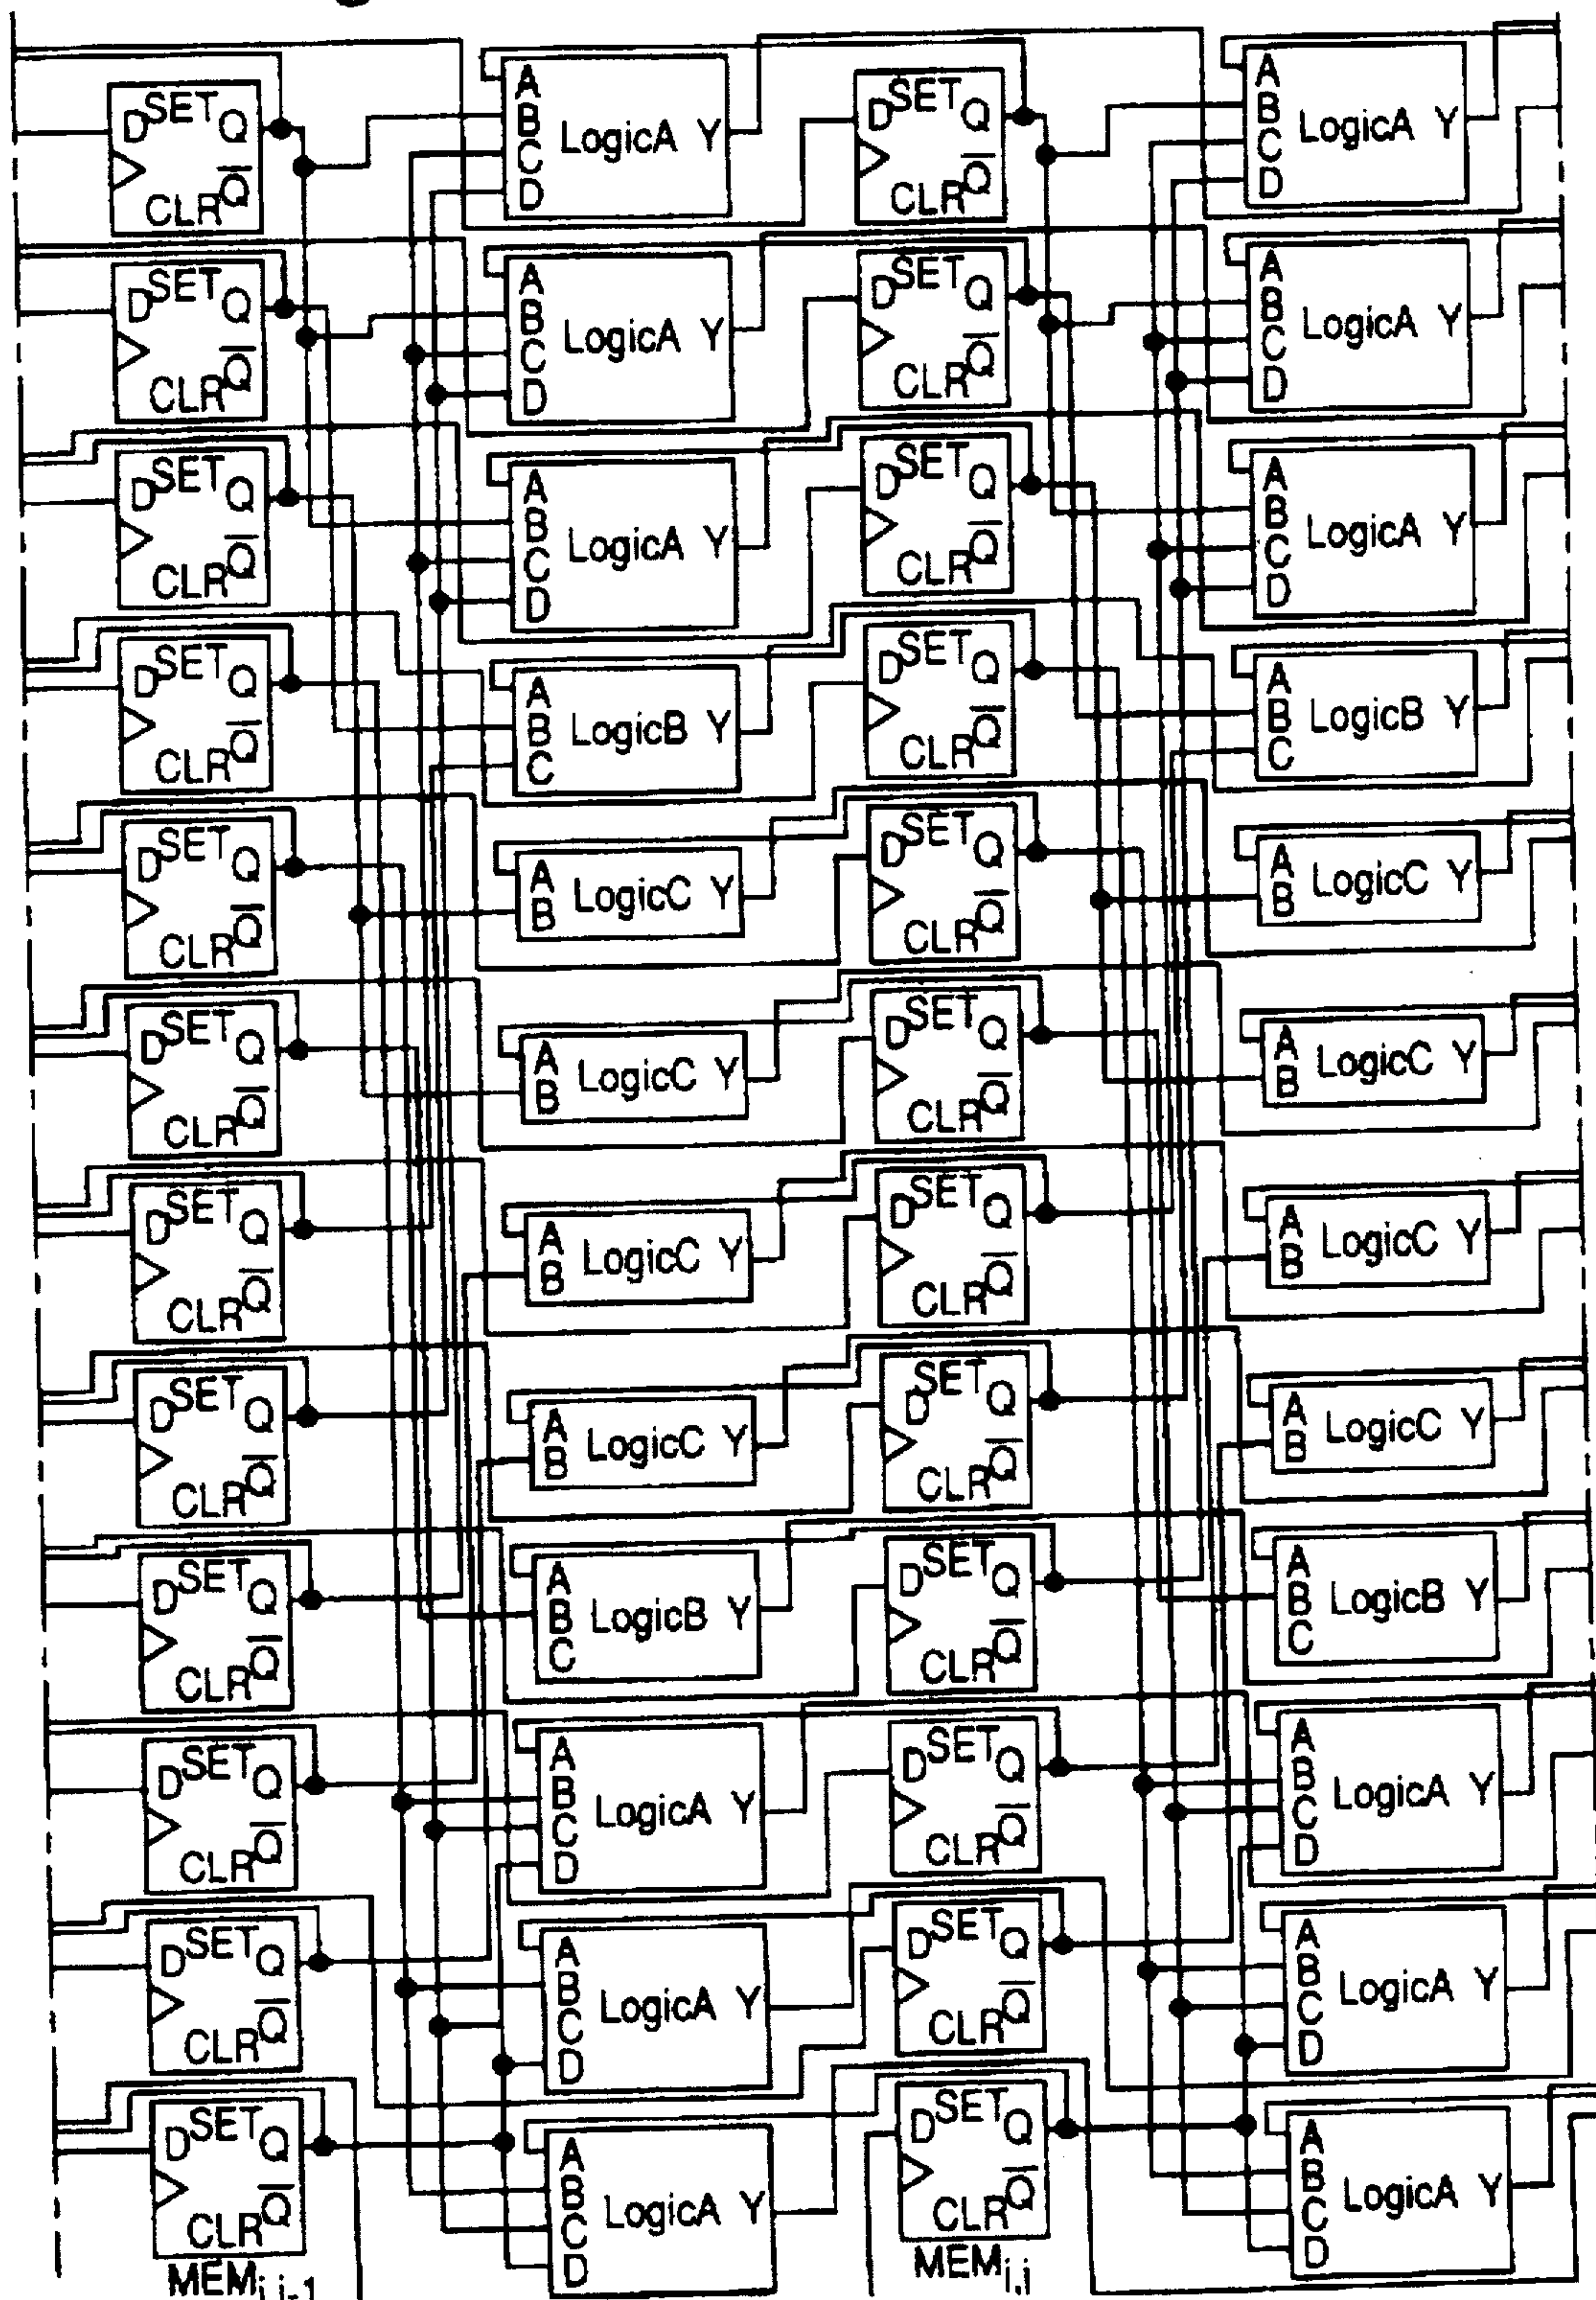 A A
D SET Q B LogicA Y D SET Q B LogicA Y
C C
CLR Q̄ D CLR Q̄ D
A A
D SET Q B LogicA Y D SET Q B LogicA Y
C C
CLR Q̄ D CLR Q̄ D
A A
D SET Q B LogicA Y D SET Q B LogicA Y
C C
CLR Q̄ D CLR Q̄ D
A A
D SET Q B LogicB Y D SET Q B LogicB Y
CLR Q̄ C CLR Q̄ C
D SET Q A LogicC Y D SET Q A LogicC Y
CLR Q̄ B CLR Q̄ B
D SET Q A LogicC Y D SET Q A LogicC Y
CLR Q̄ B CLR Q̄ B
D SET Q A LogicC Y D SET Q A LogicC Y
CLR Q̄ B CLR Q̄ B
D SET Q A LogicC Y D SET Q A LogicC Y
CLR Q̄ B CLR Q̄ B
A A
D SET Q B LogicB Y D SET Q B LogicB Y
CLR Q̄ C CLR Q̄ C
A A
D SET Q B LogicA Y D SET Q B LogicA Y
C C
CLR Q̄ D CLR Q̄ D
A A
D SET Q B LogicA Y D SET Q B LogicA Y
C C
CLR Q̄ D CLR Q̄ D
A A
D SET Q B LogicA Y D SET Q B LogicA Y
C C
CLR Q̄ D CLR Q̄ D
MEMi,j-1 MEMi,j